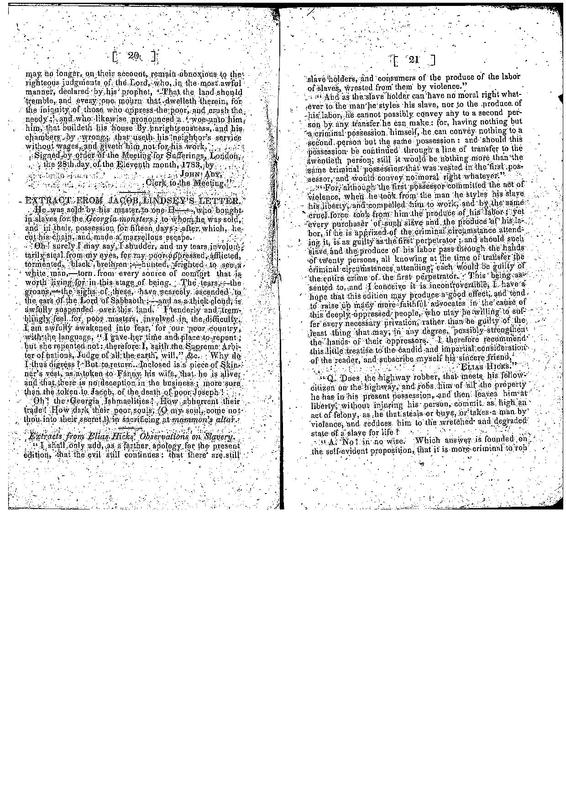 [ 20 ]
may no longer, on their account, remain obnoxious to the
righteous judgments of the Lord, who, in the most awful
manner, declared by his prophet, "That the land should
tremble, and every one mourn that dwelleth therein, for
the iniquity of those who oppress the poor, and crush the
needy; and who likewise pronounced a 'woe unto him
him, that buildeth his house by unrighteousness, and his
chambers by wrong, that useth his neighbor's service
without wages, and giveth him not for his work.'
Signed by order of the Meeting for Sufferings, London,
the 28th day of the Eleventh month, 1783, by
JOHN ADY,
Clerk to the Meeting."
EXTRACT FROM JACOB LINDSEY'S LETTER.
He was sold by his master to one B——, who bought
in slaves for the Georgia monsters; to whom he was sold,
and in their possession for fifteen days; after which, he
cut his chain, and made a marvellous escape.
Oh! surely I may say, I shudder, and my tears involun-
tarily steal from my eyes, for my poor oppressed, afflicted,
tormented, black brethren;—hunted, frighted to see a
white man,—torn from every source of comfort that is
worth living for in this stage of being. The tears,—the
groans,—the sighs of these, have scarcely ascended to
the ears of the Lord of Sabbaoth;—and as a thick cloud, is
awfully suspended over this land. I tenderly and trem-
blingly feel for poor masters, involved in the difficulty.
I am awfully awakened into fear, for our poor country,
with the language, "I gave her time and place to repent;
but she repented not: therefore I, saith the Supreme Arbi-
ter of nations, Judge of all the earth, will," &c. Why do
I thus digress? But to return. Inclosed is a piece of Skin-
ner's vest, as a token to Fanny, his wife, that he is alive
and that there is no deception in the business; more sure
than the token to Jacob, of the death of poor Joseph!
Oh! the Georgia Ishmaelites! How abhorrent their
trade! How dark their poor souls, (O my soul, come not
thou into their secret!) in sacrificing at mammon's altar.
Extracts from Elias Hicks' Observations on Slavery.
"I shall only add, as a farther apology for the present
edition, that the evil still continues: that there are still
[ 21 ]
slave holders, and consumers of the produce of the labor
of slaves, wrested from them by violence."
"And as the slave holder can have no moral right what-
ever to the man he styles his slave, nor to the produce of
his labor, he cannot possibly convey any to a second per-
son by any transfer he can make: for, having nothing but
a criminal possession himself, he can convey nothing to a
second person but the same possession: and should this
possession be continued through a line of transfer to the
twentieth person, still it would be nothing more than the
same criminal possession that was vested in the first pos-
sessor, and would convey no moral right whatever."
"For, although the first possessor committed the act of
violence, when he took from the man he styles his slave
his liberty, and compelled him to work, and by the same
cruel force took from him the produce of his labor; yet
every purchaser of such slave and the produce of his la-
bor, if he is apprised of the criminal circumstance attend-
ing it, is as guilty as the first perpetrator; and should such
slave and the produce of his labor pass through the hands
of twenty persons, all knowing at the time of transfer the
criminal circumstances attending, each would be guilty of
the entire crime of the first perpetrator. This being as-
sented to, and I conceive it is incontrovertible, I have a
hope that this edition may produce a good effect, and tend
to raise up many more faithful advocates in the cause of
this deeply oppressed people, who may be willing to suf-
fer every necessary privation, rather than be guilty of the
least thing that may, in any degree, possibly strengthen
the hands of their oppressors. I therefore recommend
this little treatise to the candid and impartial consideration
of the reader, and subscribe myself his sincere friend,
ELIAS HICKS."
"Q. Does the highway robber, that meets his fellow-
citizen on the highway, and robs him of all the property
he has in his present possession, and then leaves him at
liberty, without injuring his person, commit as high an
act of felony, as he that steals or buys, or takes a man by
violence, and reduces him to the wretched and degraded
state of a slave for life?
"A. No! in no wise. Which answer is founded on
the self-evident proposition, that it is more criminal to rob